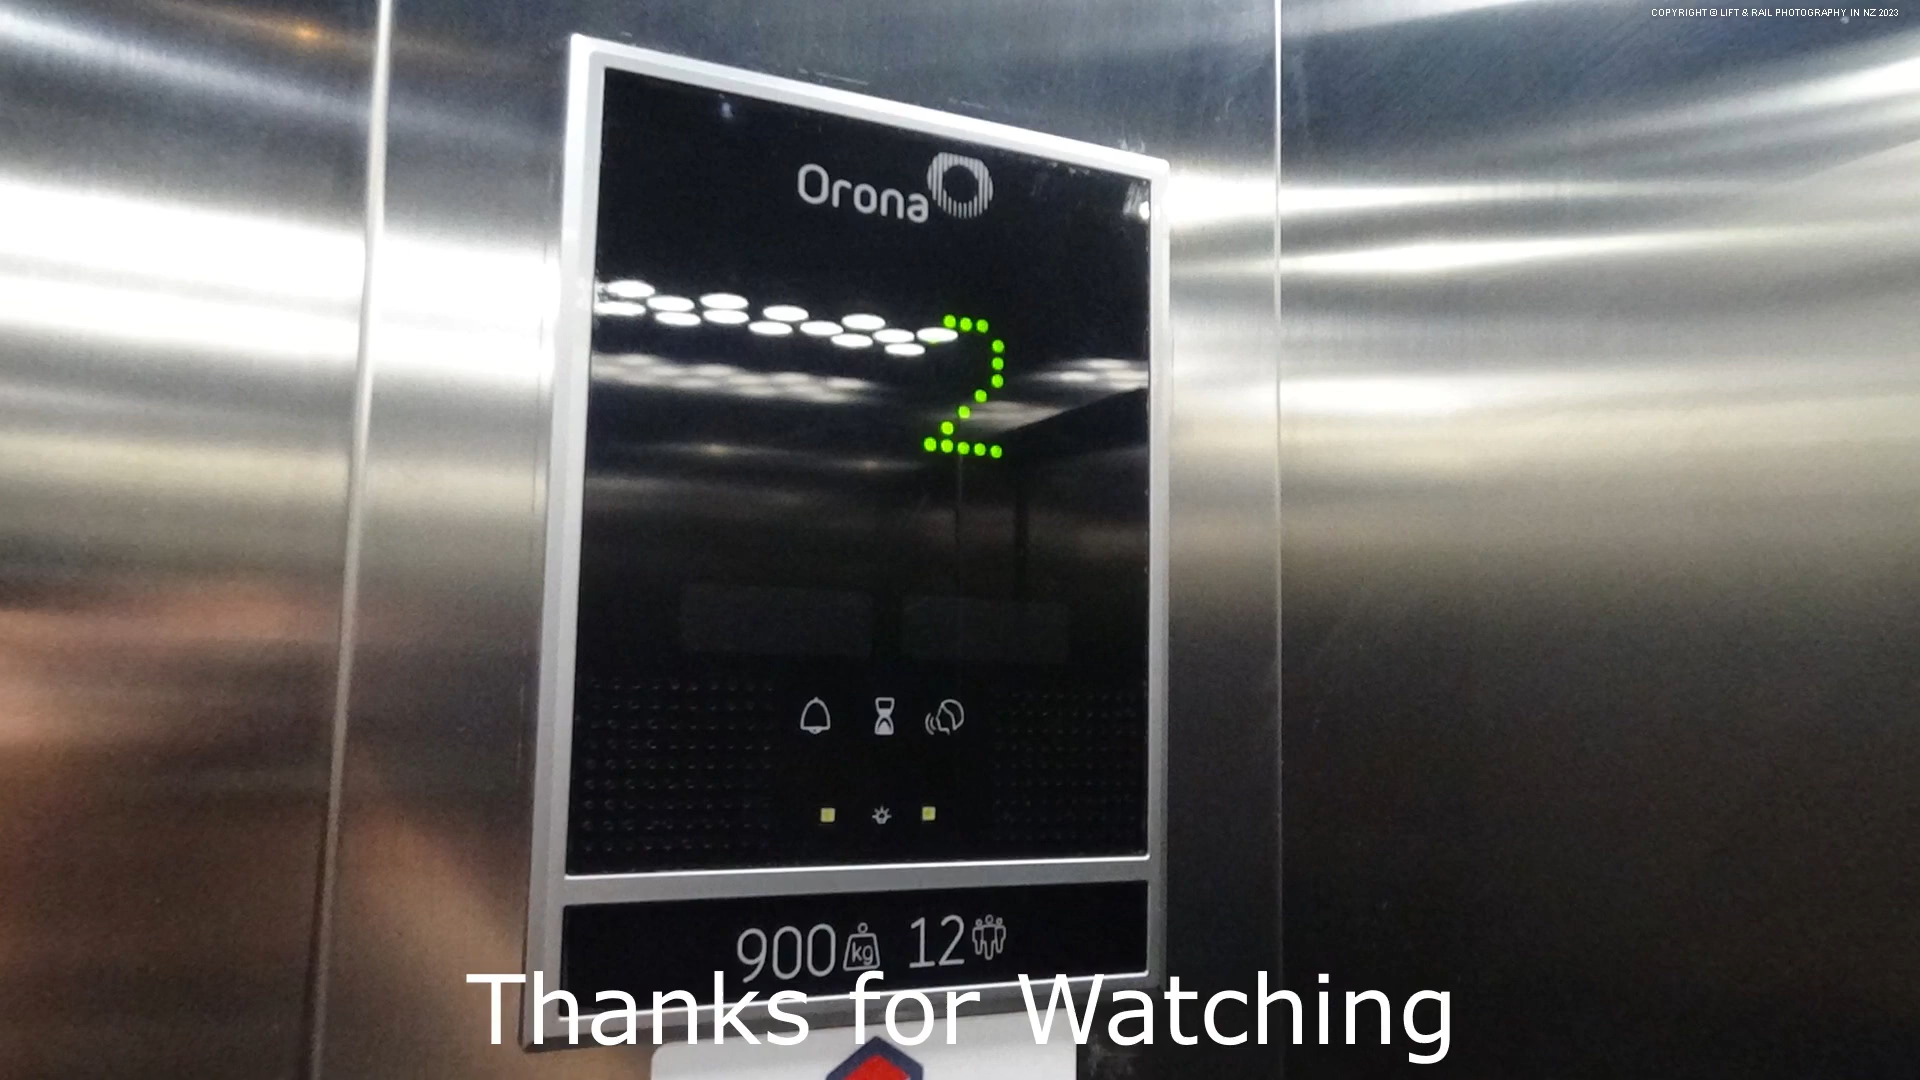 COPYRIGHT © LIFT & RAIL PHOTOGRAPHY IN NZ 2023
Orona
2
900 kg 12
Thanks for Watching